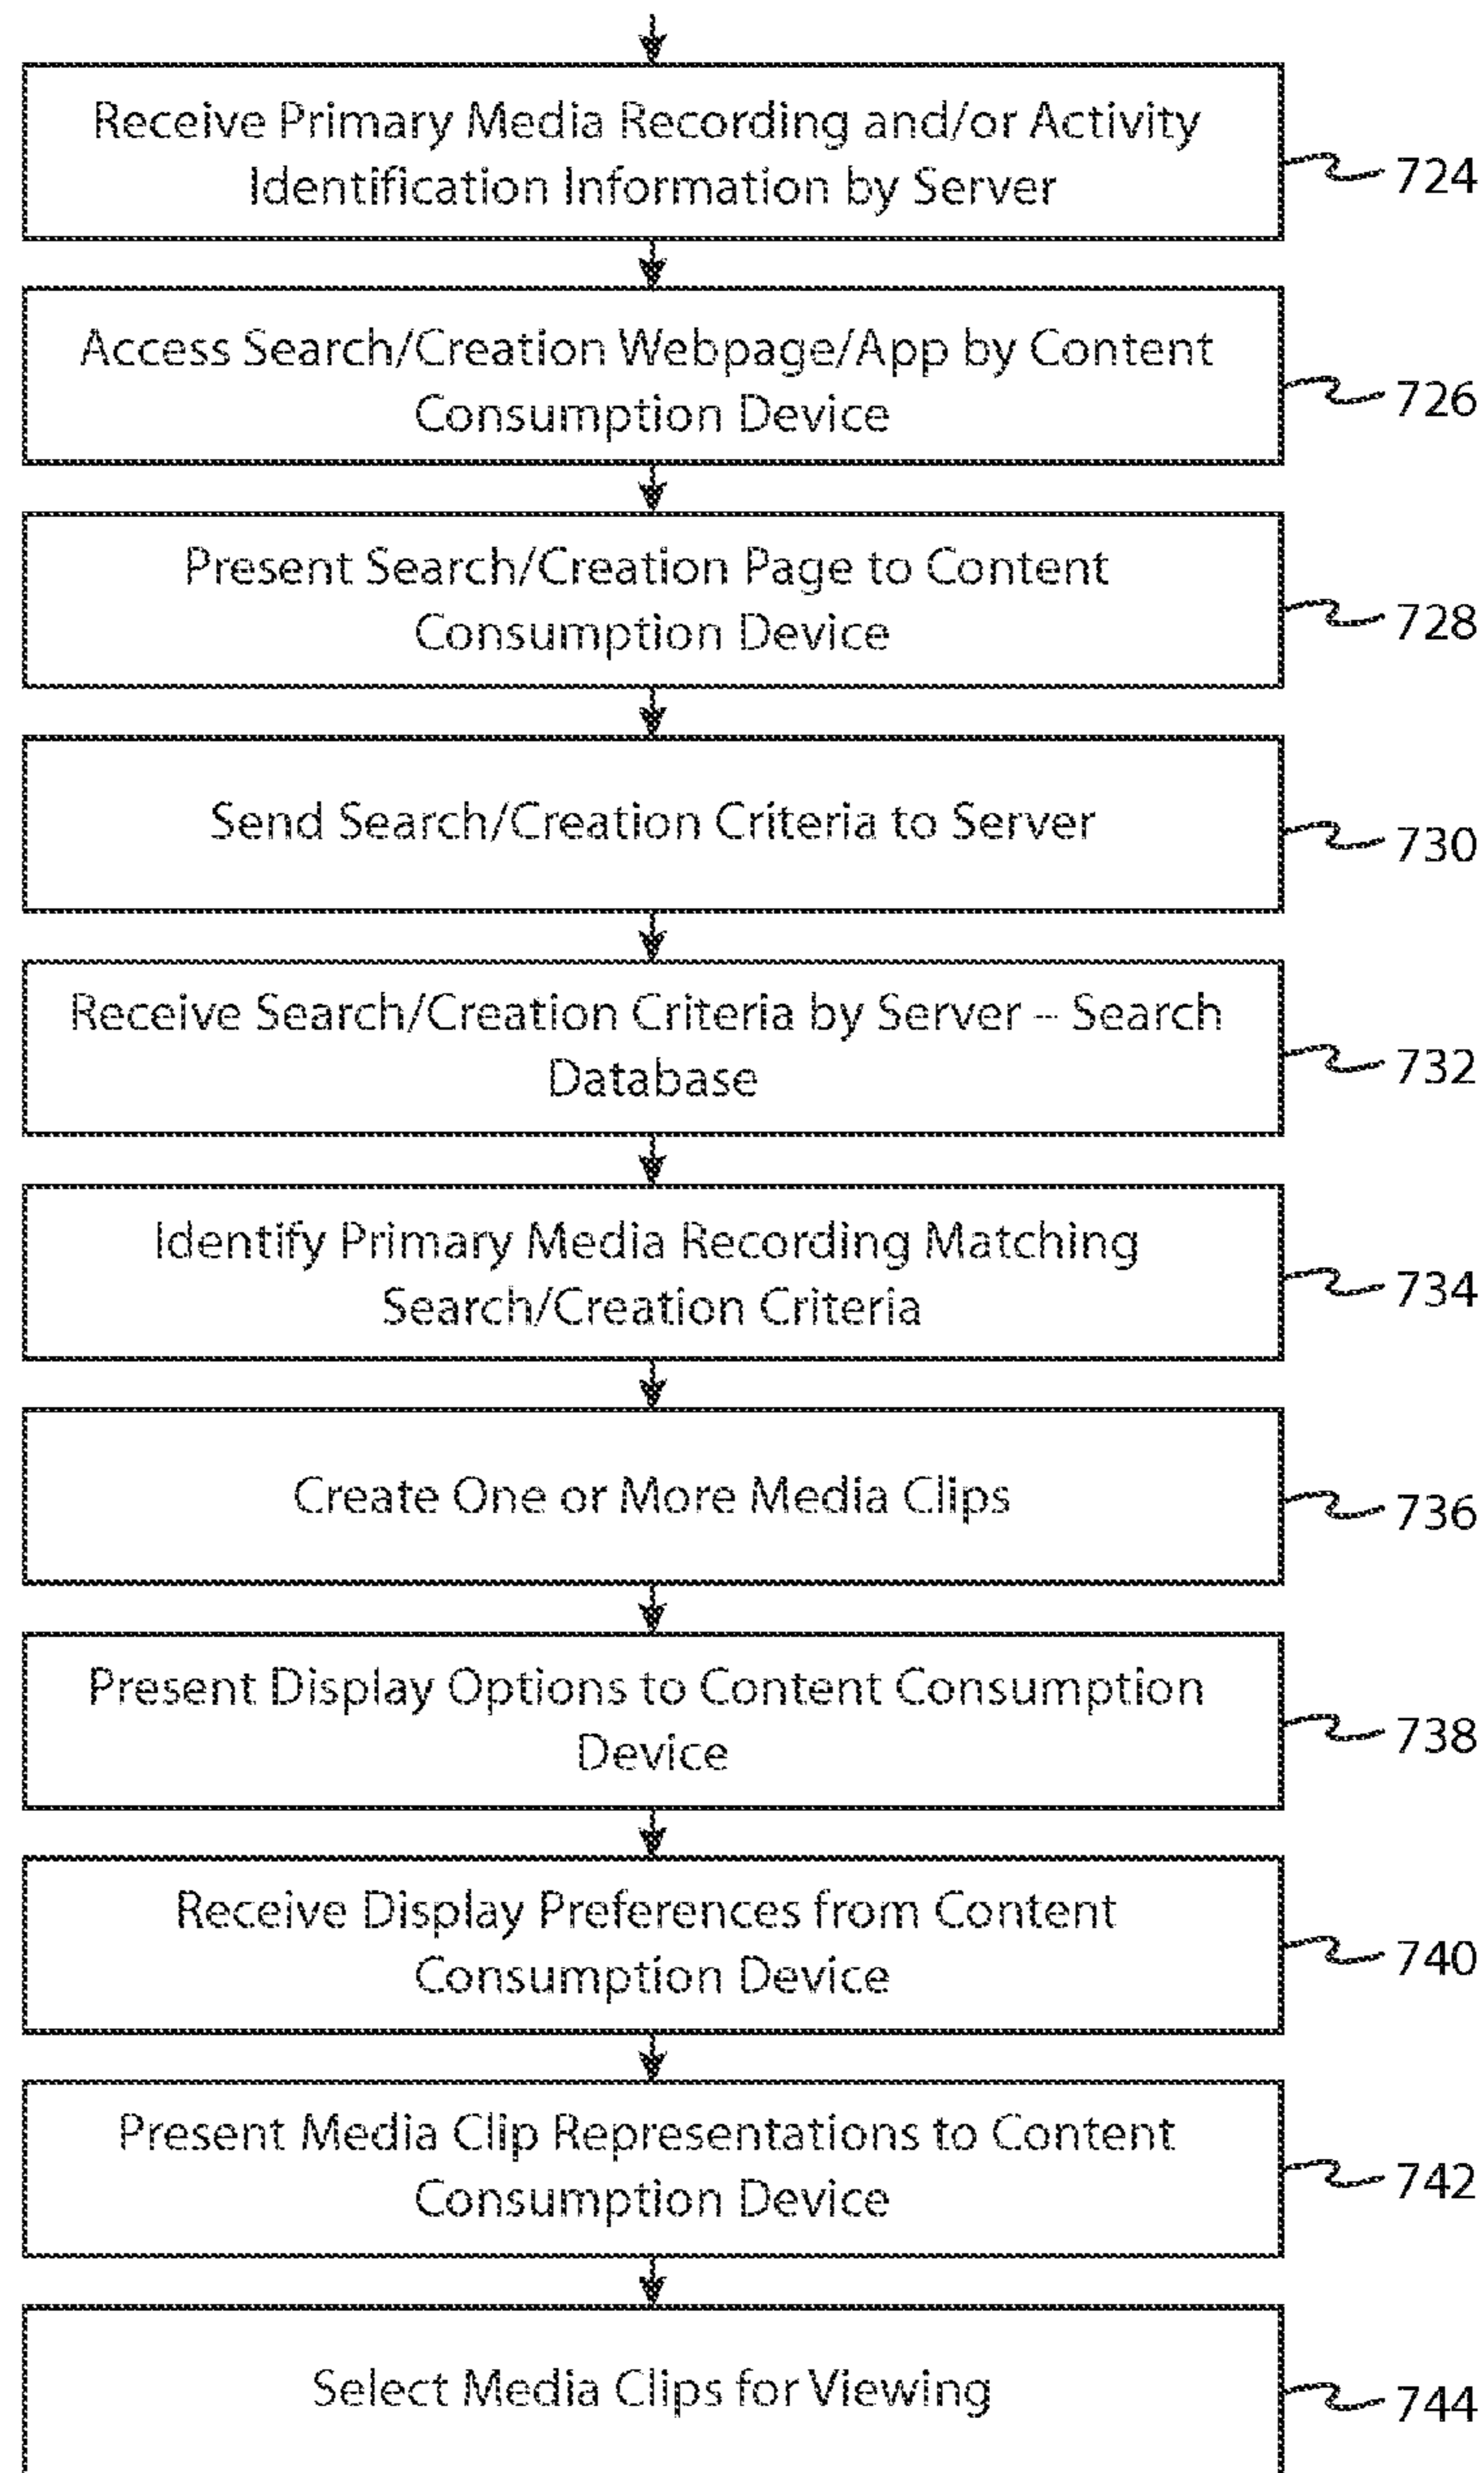 Receive Primary Media Recording and/or Activity
Identification Information by Server
724
Access Search/Creation Webpage/App by Content
Consumption Device
726
Present Search/Creation Page to Content
Consumption Device
728
Send Search/Creation Criteria to Server
730
Receive Search/Creation Criteria by Server -- Search
Database
732
Identify Primary Media Recording Matching
Search/Creation Criteria
734
Create One or More Media Clips
736
Present Display Options to Content Consumption
Device
738
Receive Display Preferences from Content
Consumption Device
740
Present Media Clip Representations to Content
Consumption Device
742
Select Media Clips for Viewing
744